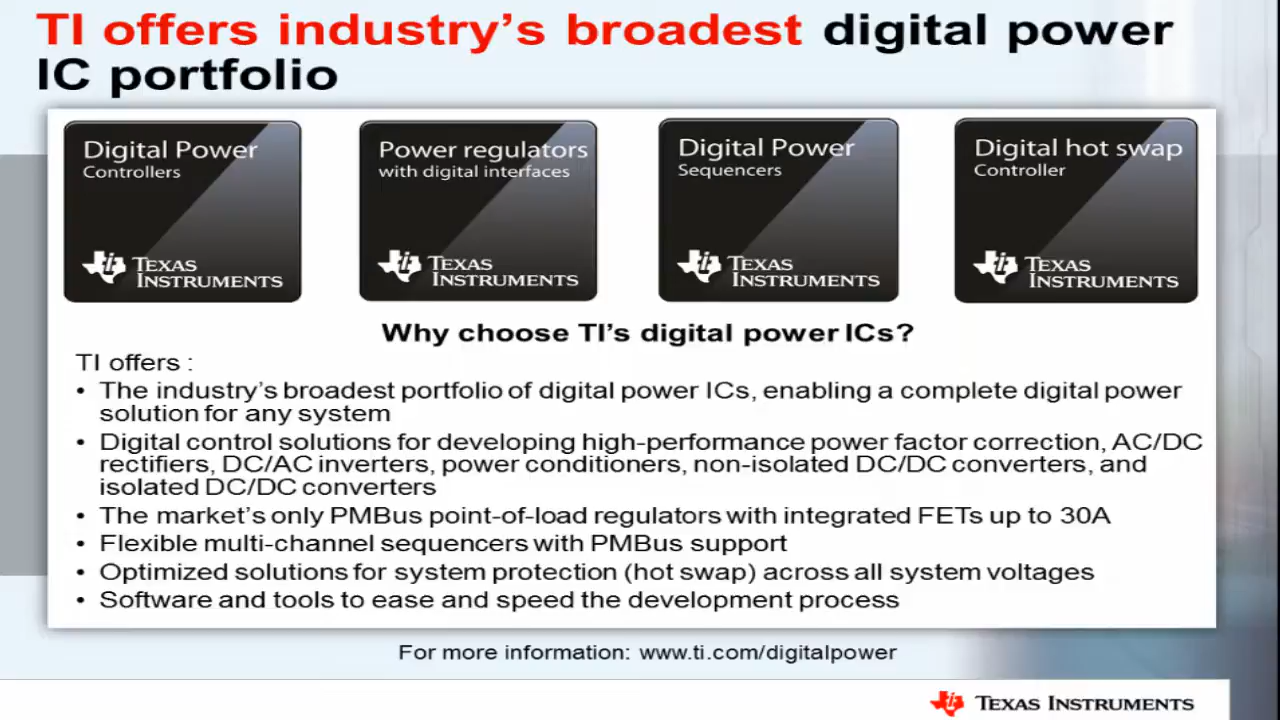 TI offers industry's broadest digital power
IC portfolio
Digital Power
Controllers
TEXAS
INSTRUMENTS
Power regulators
with digital interfaces
TEXAS
INSTRUMENTS
Digital Power
Sequencers
TEXAS
INSTRUMENTS
Digital hot swap
Controller
TEXAS
INSTRUMENTS
Why choose TI's digital power ICs?
TI offers :
• The industry's broadest portfolio of digital power ICs, enabling a complete digital power
solution for any system
• Digital control solutions for developing high-performance power factor correction, AC/DC
rectifiers, DC/AC inverters, power conditioners, non-isolated DC/DC converters, and
isolated DC/DC converters
• The market's only PMBus point-of-load regulators with integrated FETs up to 30A
• Flexible multi-channel sequencers with PMBus support
• Optimized solutions for system protection (hot swap) across all system voltages
• Software and tools to ease and speed the development process
For more information: www.ti.com/digitalpower
TEXAS INSTRUMENTS